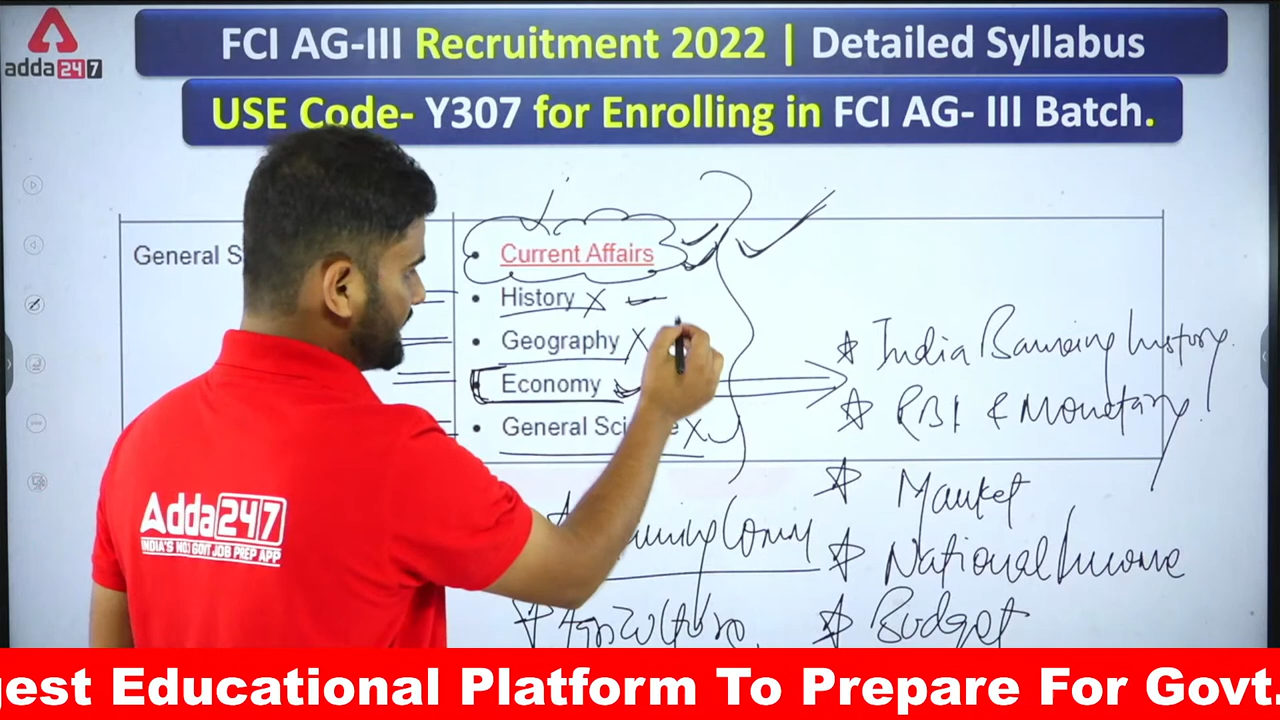 adda247
FCI AG-III Recruitment 2022 | Detailed Syllabus
USE Code- Y307 for Enrolling in FCI AG- III Batch.
General S
• Current Affairs
• History X
• Geography X
Economy
• General Sci e X
India Banking history.
RBI & Monetary
Market
National Income
Budget
Agriculture
Adda247
INDIA'S NO.1 GOVT JOB PREP APP
gest Educational Platform To Prepare For Govt.